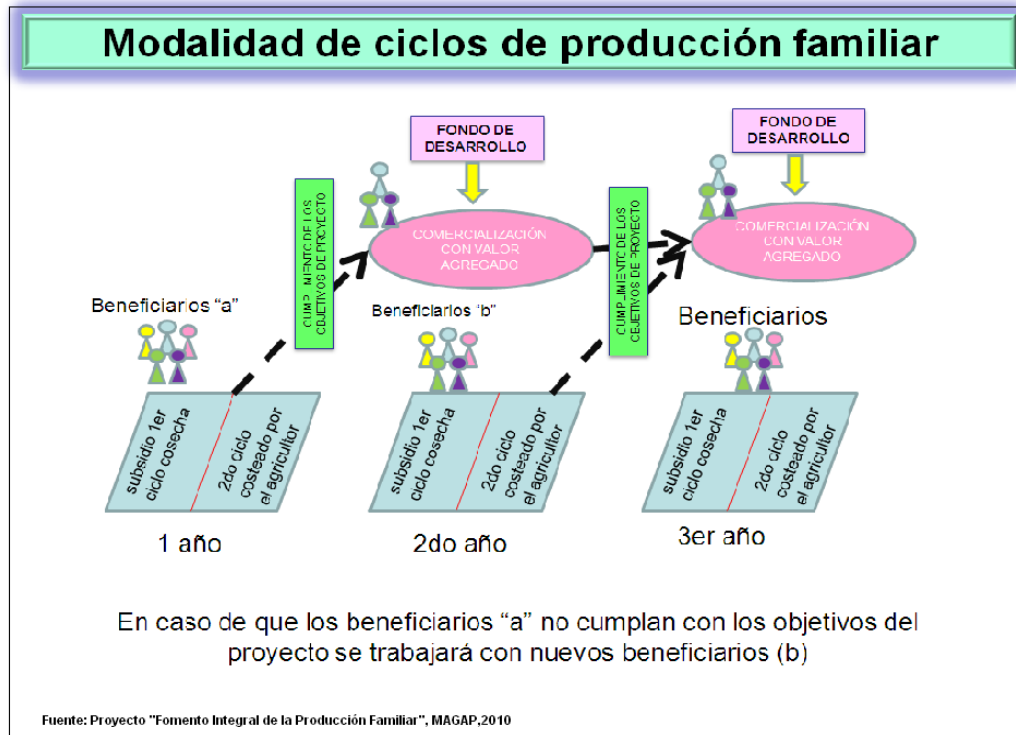 Modalidad de ciclos de producción familiar
FONDO DE
DESARROLLO
FONDO DE
DESARROLLO
CUMPLIMIENTO DE LOS
OBJETIVOS DE PROYECTO
COMERCIALIZACIÓN
CON VALOR
AGREGADO
CUMPLIMIENTO DE LOS
OBJETIVOS DE PROYECTO
COMERCIALIZACIÓN
CON VALOR
AGREGADO
Beneficiarios "a"
Beneficiarios "b"
Beneficiarios
subsidio 1er
ciclo cosecha
2do ciclo
costeado por
el agricultor
subsidio 1er
ciclo cosecha
2do ciclo
costeado por
el agricultor
subsidio 1er
ciclo cosecha
2do ciclo
costeado por
el agricultor
1 año
2do año
3er año
En caso de que los beneficiarios "a" no cumplan con los objetivos del
proyecto se trabajará con nuevos beneficiarios (b)
Fuente: Proyecto "Fomento Integral de la Producción Familiar", MAGAP,2010